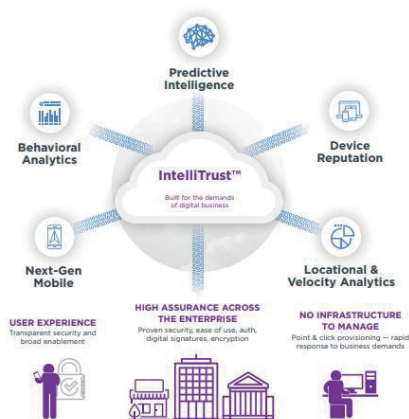 Predictive
Intelligence
Behavioral
Analytics
Device
Reputation
IntelliTrust™
Built for the demands
of digital business
Next-Gen
Mobile
Locational &
Velocity Analytics
USER EXPERIENCE
Transparent security and
broad enablement
HIGH ASSURANCE ACROSS
THE ENTERPRISE
Proven security, ease of use, auth,
digital signatures, encryption
NO INFRASTRUCTURE
TO MANAGE
Point & click provisioning — rapid
response to business demands